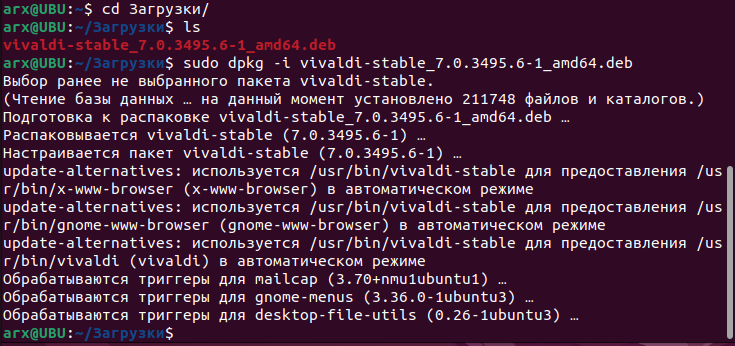 arx@UBU:~$ cd Загрузки/
arx@UBU:~/Загрузки$ ls
vivaldi-stable_7.0.3495.6-1_amd64.deb
arx@UBU:~/Загрузки$ sudo dpkg -i vivaldi-stable_7.0.3495.6-1_amd64.deb
Выбор ранее не выбранного пакета vivaldi-stable.
(Чтение базы данных … на данный момент установлено 211748 файлов и каталогов.)
Подготовка к распаковке vivaldi-stable_7.0.3495.6-1_amd64.deb …
Распаковывается vivaldi-stable (7.0.3495.6-1) …
Настраивается пакет vivaldi-stable (7.0.3495.6-1) …
update-alternatives: используется /usr/bin/vivaldi-stable для предоставления /us
r/bin/x-www-browser (x-www-browser) в автоматическом режиме
update-alternatives: используется /usr/bin/vivaldi-stable для предоставления /us
r/bin/gnome-www-browser (gnome-www-browser) в автоматическом режиме
update-alternatives: используется /usr/bin/vivaldi-stable для предоставления /us
r/bin/vivaldi (vivaldi) в автоматическом режиме
Обрабатываются триггеры для mailcap (3.70+nmu1ubuntu1) …
Обрабатываются триггеры для gnome-menus (3.36.0-1ubuntu3) …
Обрабатываются триггеры для desktop-file-utils (0.26-1ubuntu3) …
arx@UBU:~/Загрузки$